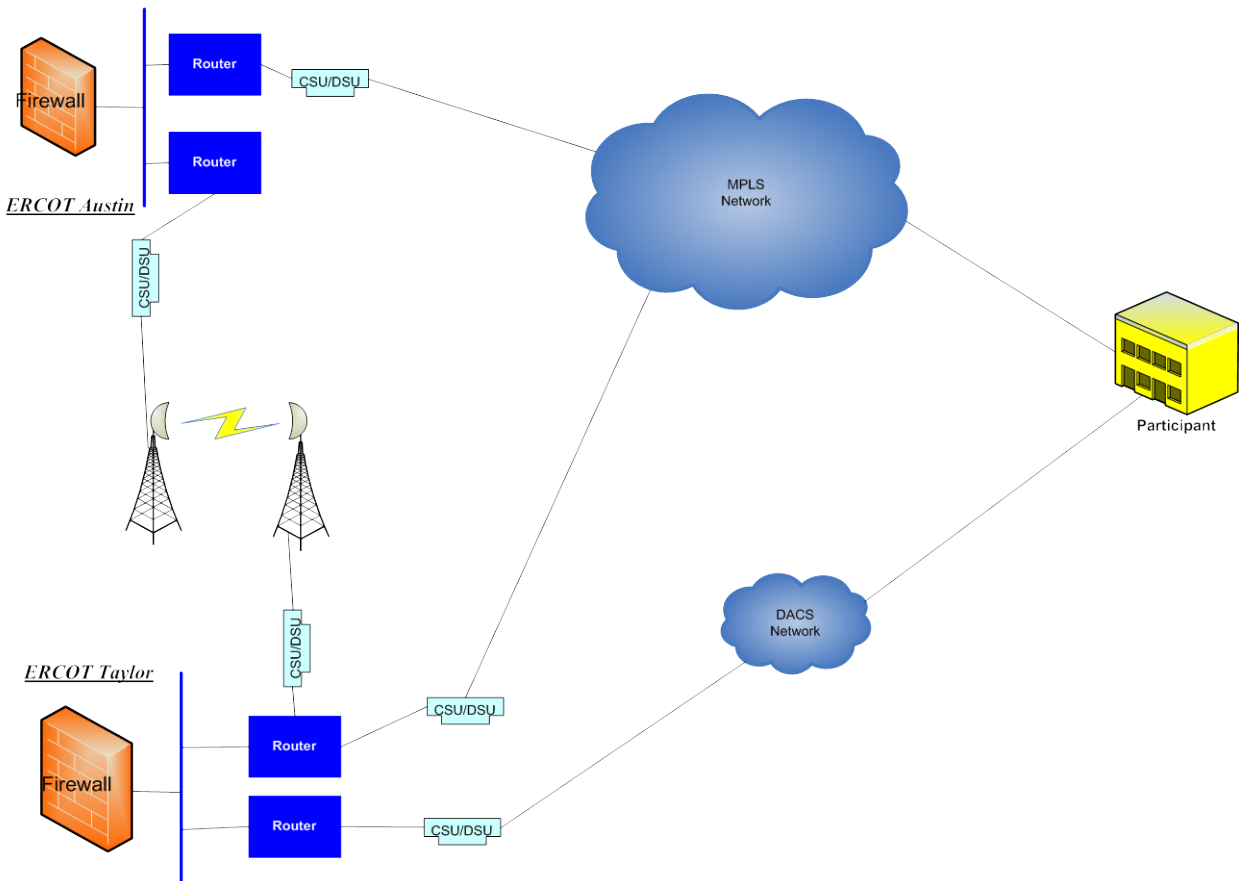 Router
CSU/DSU
Firewall
Router
ERCOT Austin
MPLS
Network
CSU/DSU
Participant
DACS
Network
CSU/DSU
ERCOT Taylor
CSU/DSU
Router
Firewall
Router
CSU/DSU